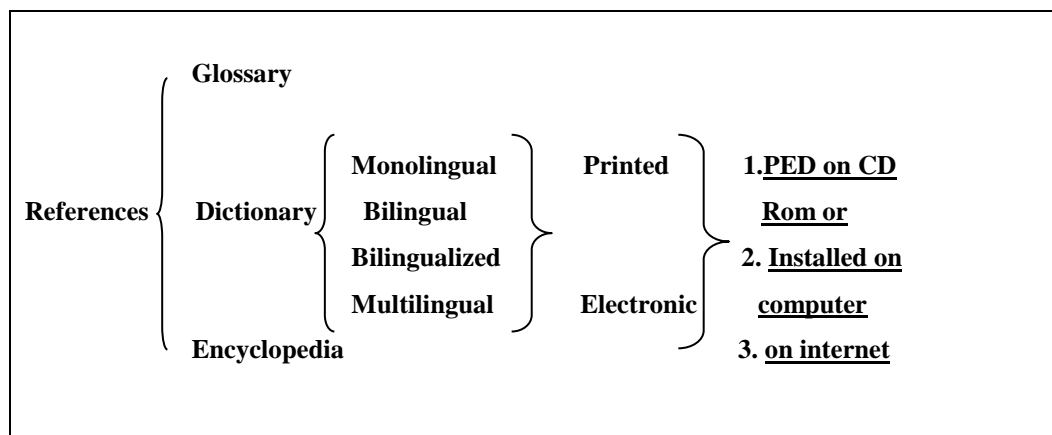 Glossary
Monolingual Printed 1.PED on CD
References Dictionary Bilingual Rom or
Bilingualized 2. Installed on
Multilingual Electronic computer
Encyclopedia 3. on internet